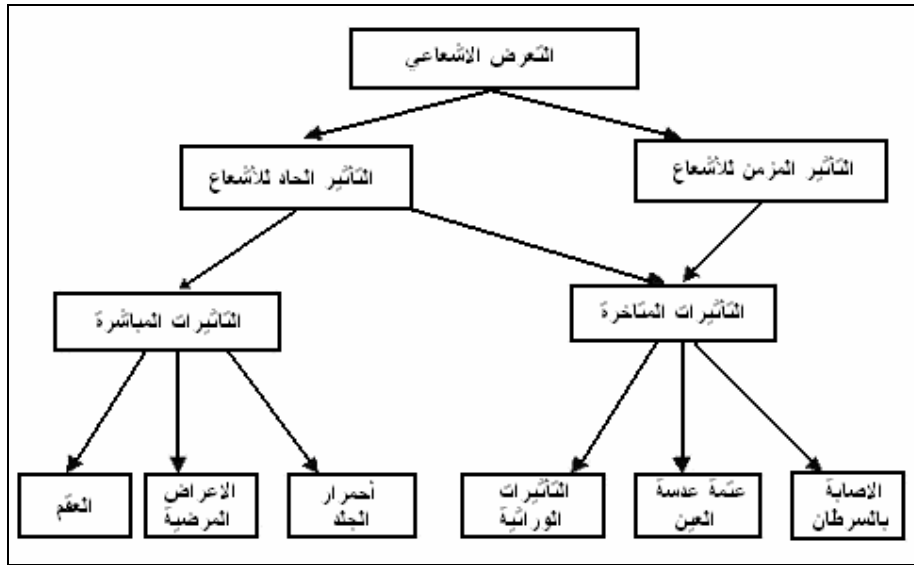 التعرض الاشعاعي
التأثير المزمن للأشعاع
التأثير الحاد للأشعاع
التأثيرات المتاخرة
التأثيرات المباشرة
الاصابة
بالسرطان
عتمة عدسة
العين
التأثيرات
الوراثية
أحمرار
الجلد
الاعراض
المرضية
العقم